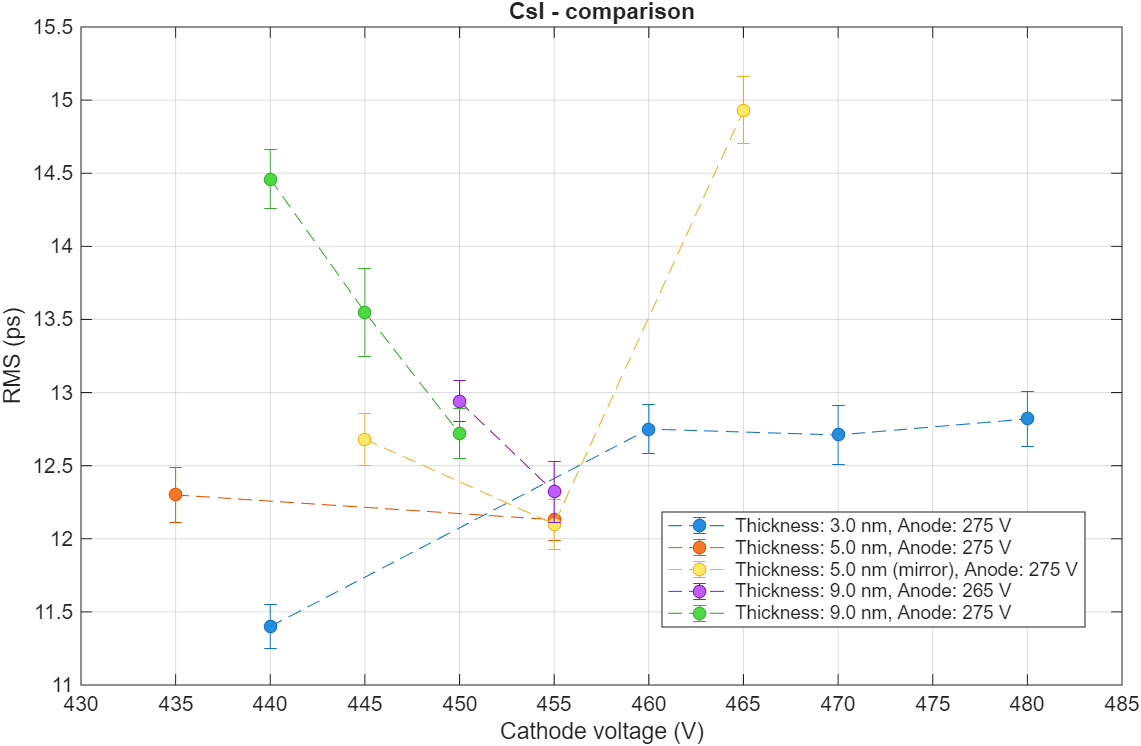 CsI - comparison
15.5
15
14.5
14
13.5
13
12.5
12
11.5
11
RMS (ps)
Thickness: 3.0 nm, Anode: 275 V
Thickness: 5.0 nm, Anode: 275 V
Thickness: 5.0 nm (mirror), Anode: 275 V
Thickness: 9.0 nm, Anode: 265 V
Thickness: 9.0 nm, Anode: 275 V
430 435 440 445 450 455 460 465 470 475 480 485
Cathode voltage (V)